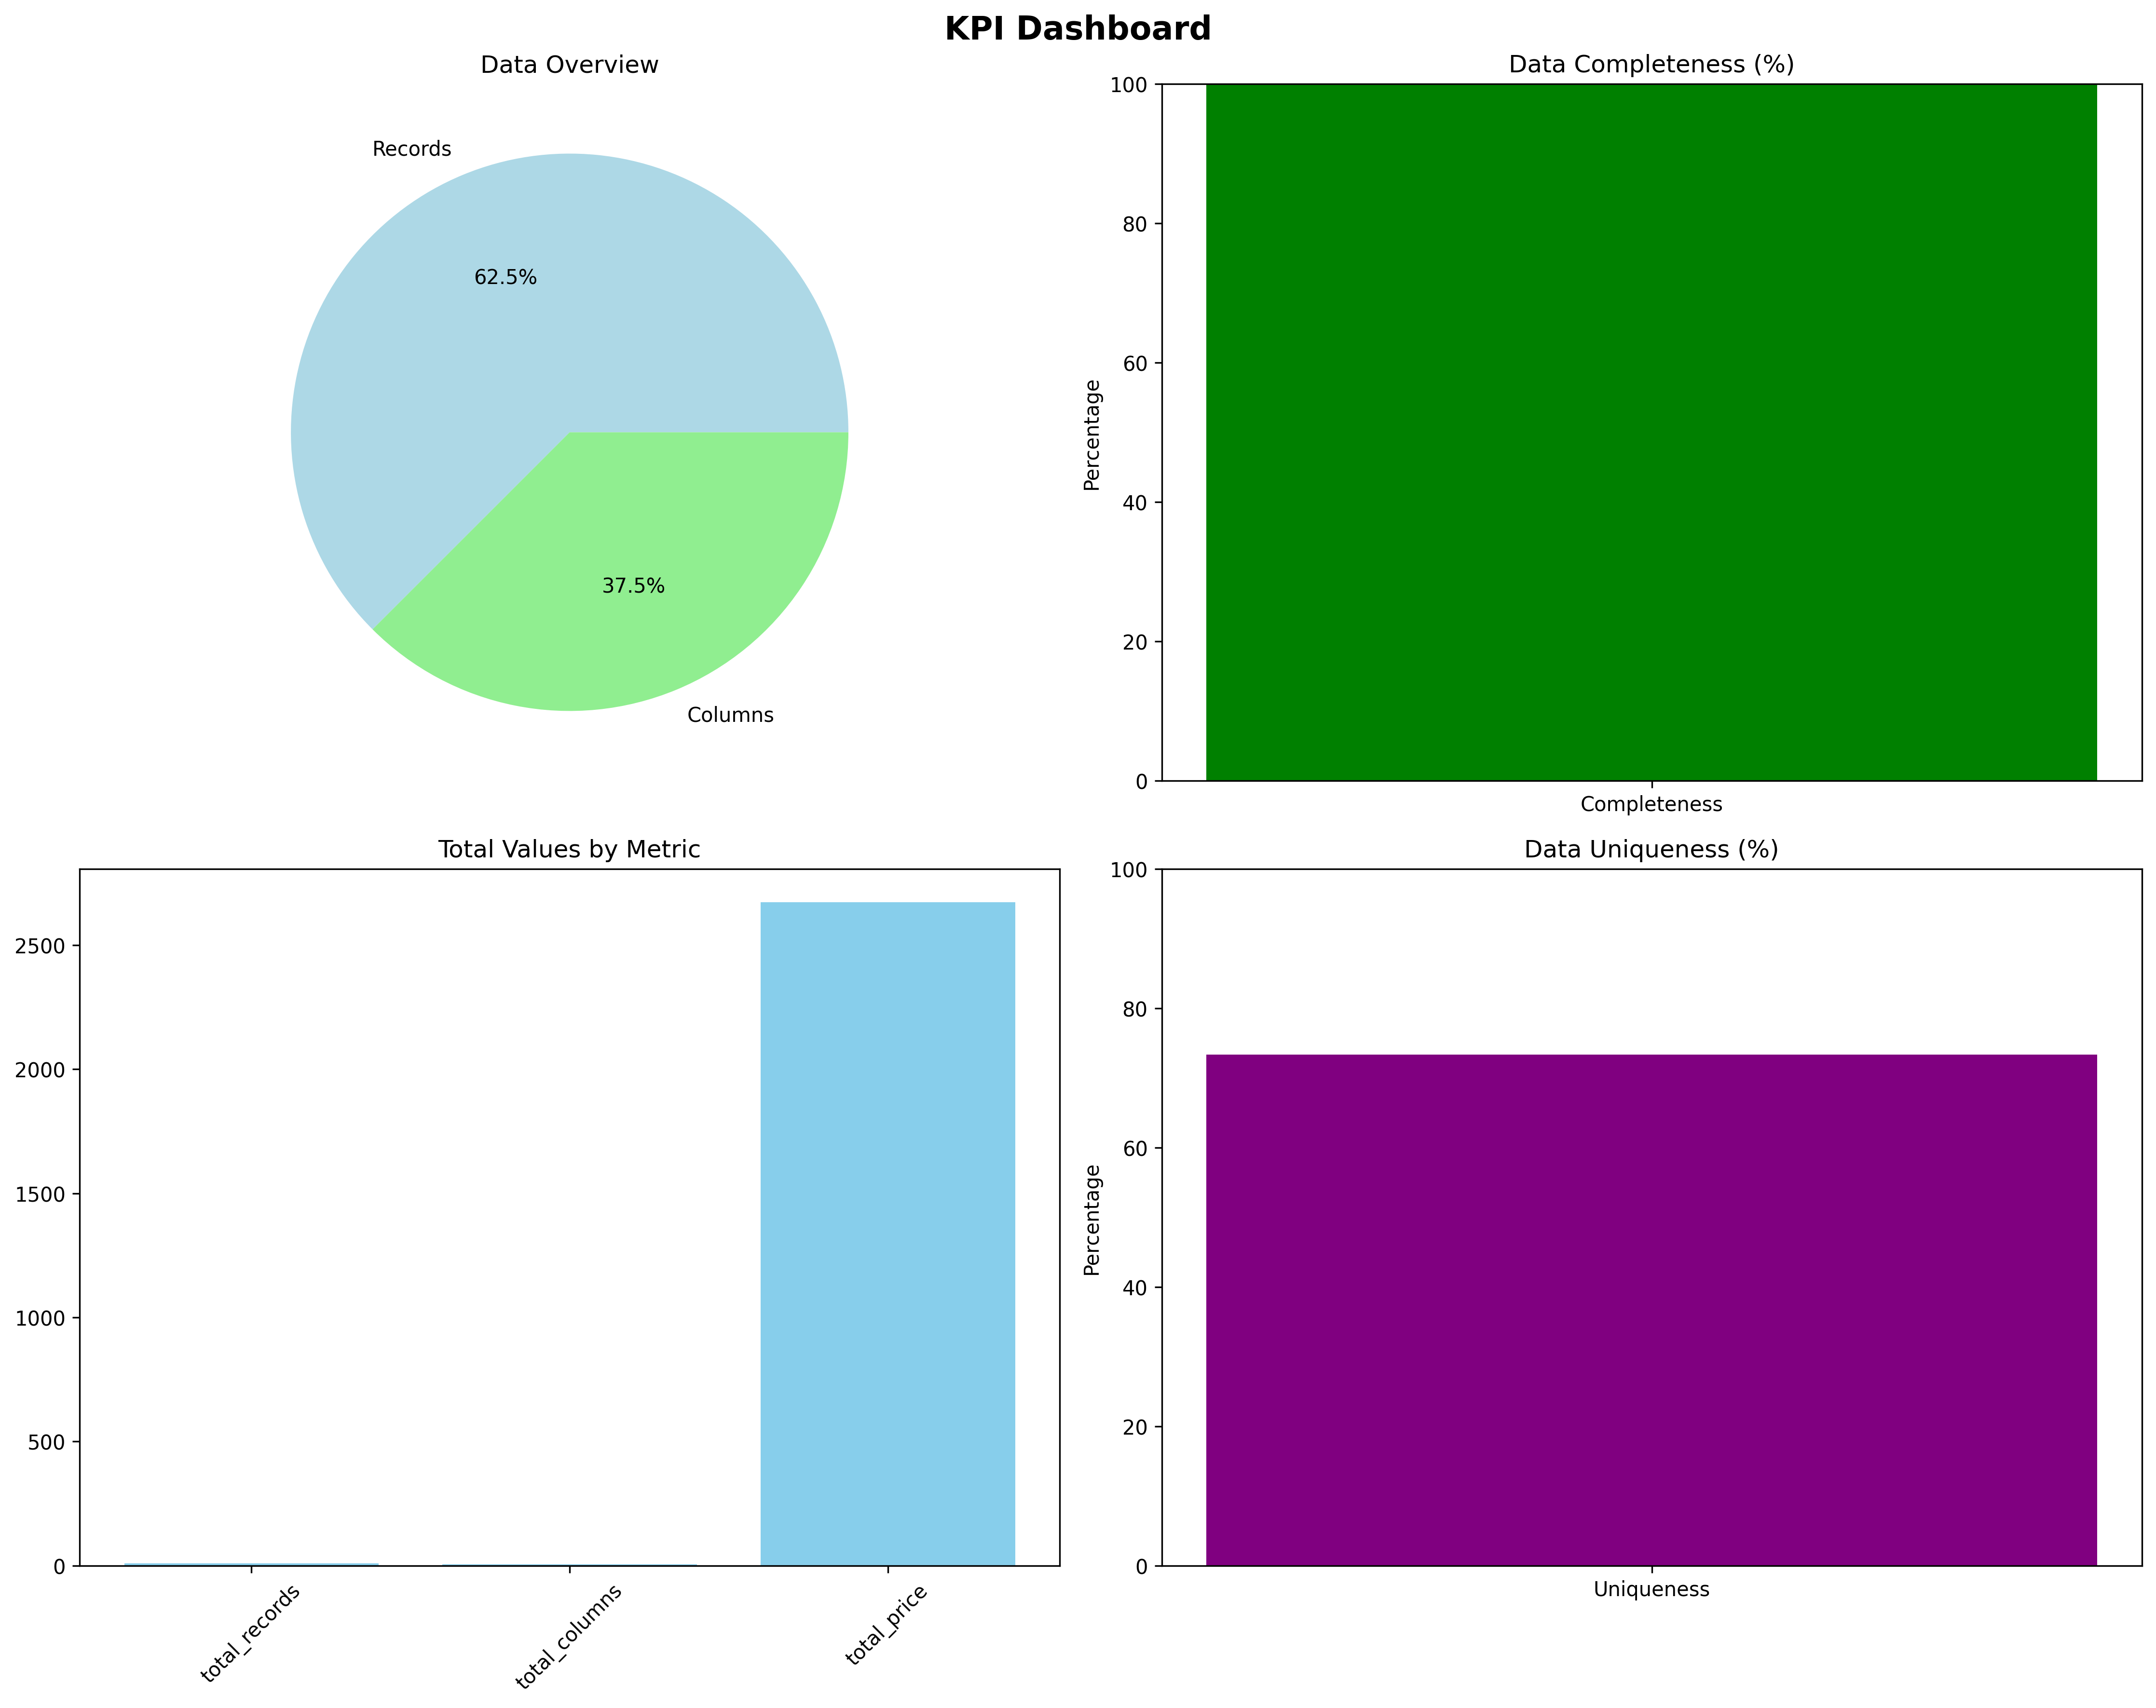 KPI Dashboard
Data Overview
Records
62.5%
37.5%
Columns
Data Completeness (%)
100
80
60
40
20
0
Percentage
Completeness
Total Values by Metric
2500
2000
1500
1000
500
0
total_records
total_columns
total_price
Data Uniqueness (%)
100
80
60
40
20
0
Percentage
Uniqueness